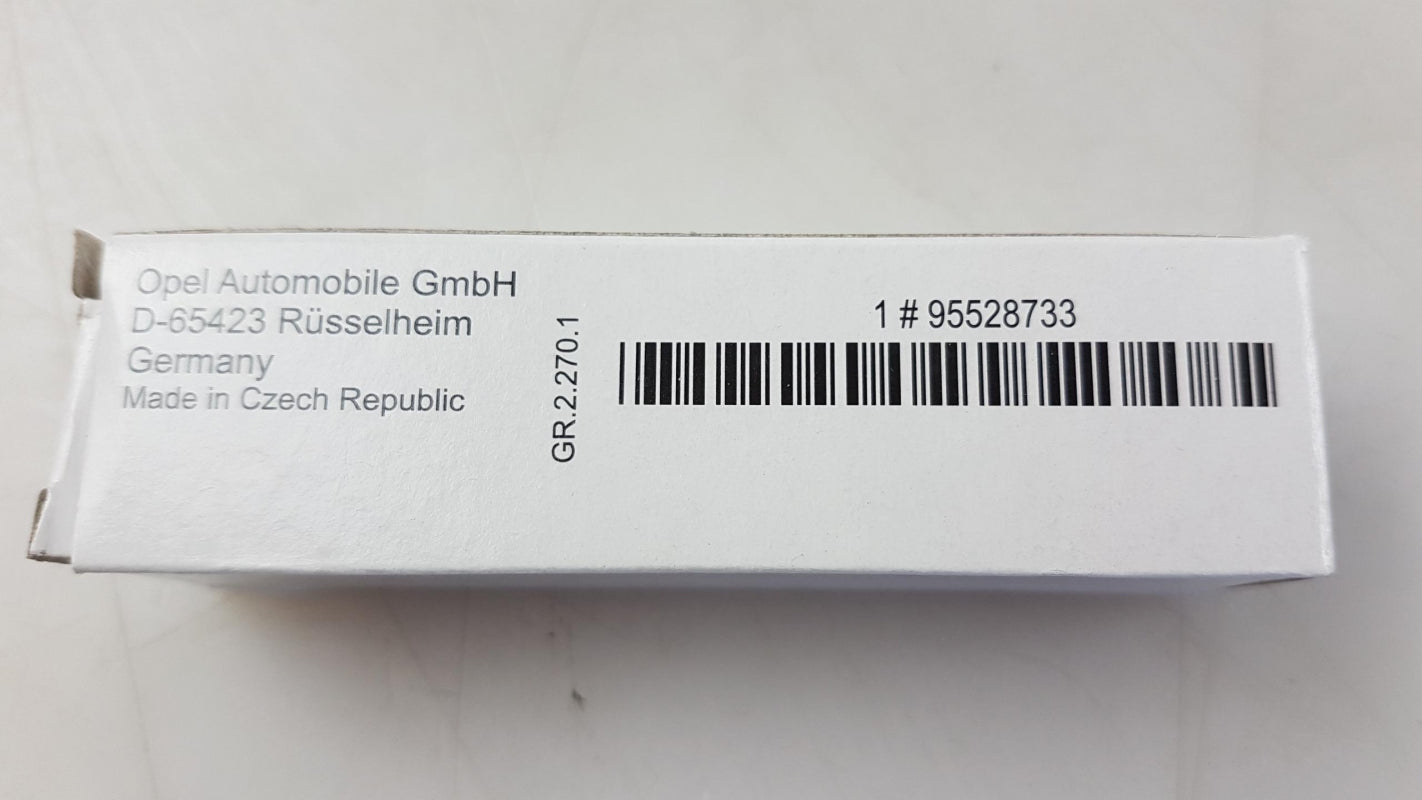 Opel Automobile GmbH
D-65423 Rüsselheim
Germany
Made in Czech Republic
GR.2.270.1
1 # 95528733